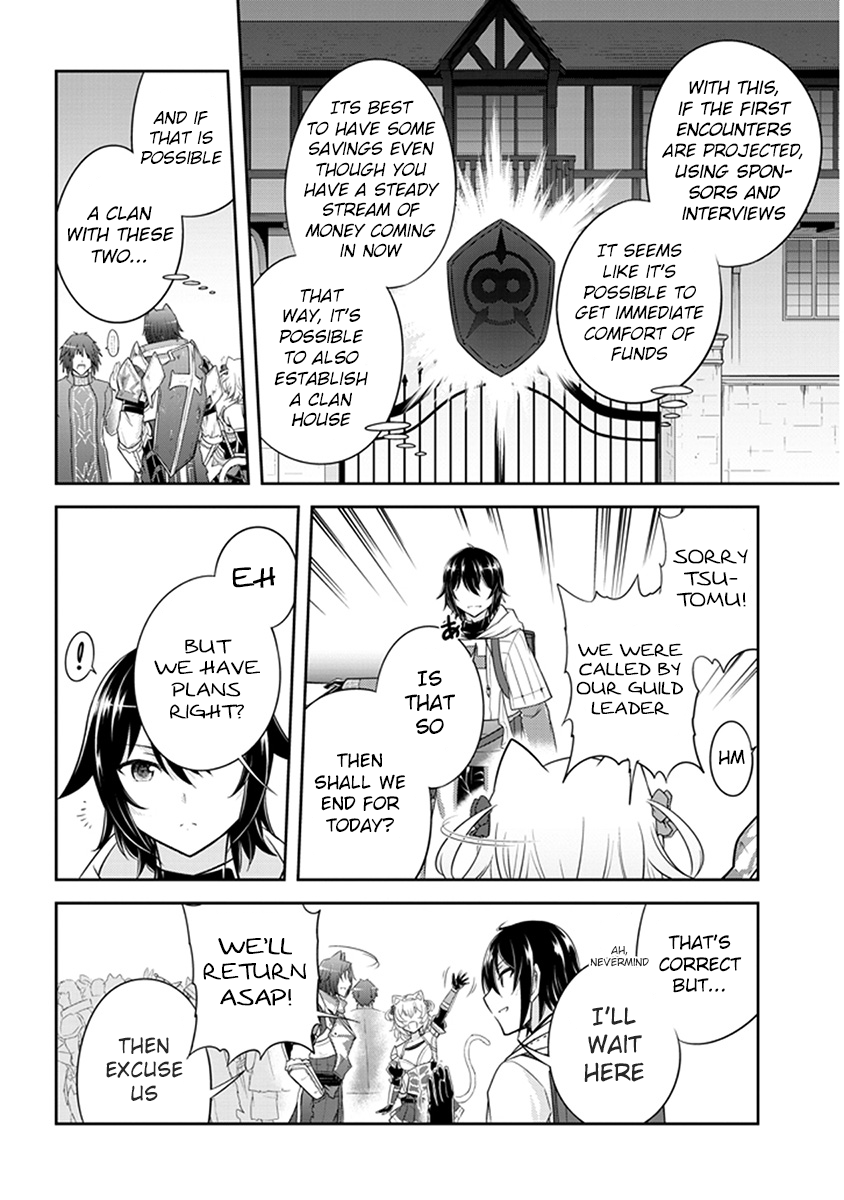 WITH THIS,
IF THE FIRST
ENCOUNTERS
ARE PROJECTED,
USING SPON-
SORS AND
INTERVIEWS
IT SEEMS
LIKE IT'S
POSSIBLE TO
GET IMMEDIATE
COMFORT OF
FUNDS
ITS BEST
TO HAVE SOME
SAVINGS EVEN
THOUGH YOU
HAVE A STEADY
STREAM OF
MONEY COMING
IN NOW
THAT
WAY, IT'S
POSSIBLE
TO ALSO
ESTABLISH
A CLAN
HOUSE
AND IF
THAT IS
POSSIBLE
A CLAN
WITH THESE
TWO...
SORRY
TSU-
TOMU!
WE WERE
CALLED BY
OUR GUILD
LEADER
HM
あ
IS
THAT
SO
THEN
SHALL WE
END FOR
TODAY?
EH
BUT
WE HAVE
PLANS
RIGHT?
!
THAT'S
CORRECT
BUT...
AH,
NEVERMIND
I'LL
WAIT
HERE
WE'LL
RETURN
ASAP!
THEN
EXCUSE
US